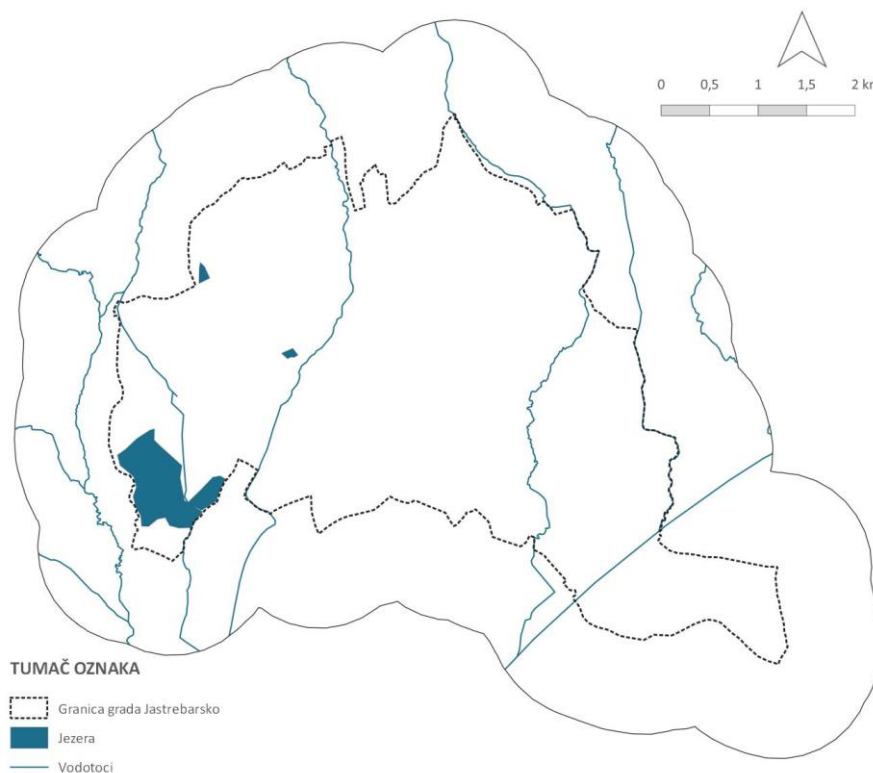 0 0,5 1 1,5 2 km
TUMAČ OZNAKA
Granica grada Jastrebarsko
Jezera
Vodotoci